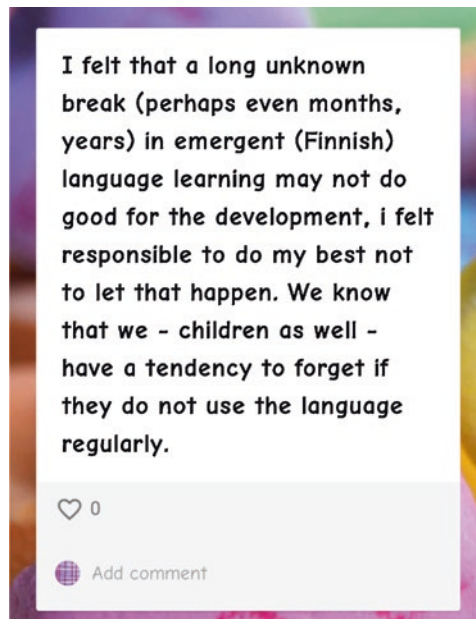 I felt that a long unknown
break (perhaps even months,
years) in emergent (Finnish)
language learning may not do
good for the development, i felt
responsible to do my best not
to let that happen. We know
that we - children as well -
have a tendency to forget if
they do not use the language
regularly.
0
Add comment